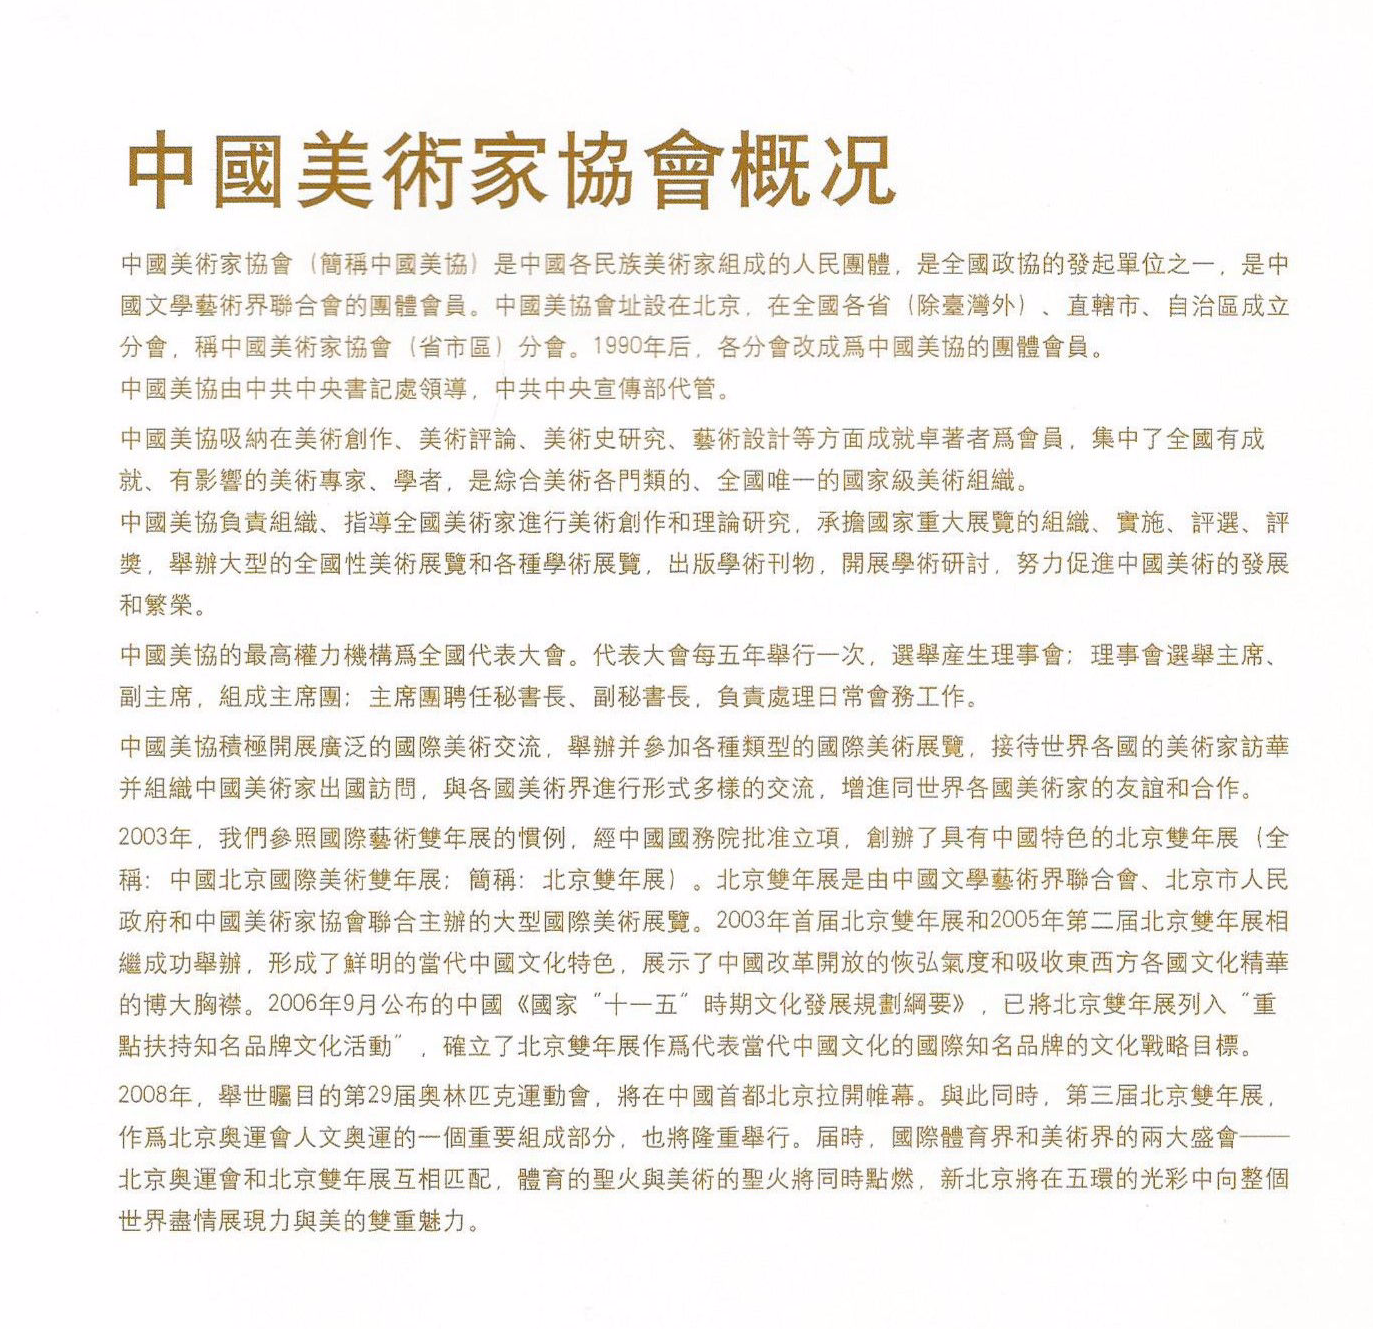 中國美術家協會概况
中國美術家協會（簡稱中國美協）是中國各民族美術家組成的人民團體，是全國政協的發起單位之一，是中
國文學藝術界聯合會的團體會員。中國美協會址設在北京，在全國各省（除臺灣外）、直轄市、自治區成立
分會，稱中國美術家協會（省市區）分會。1990年后，各分會改成爲中國美協的團體會員。
中國美協由中共中央書記處領導，中共中央宣傳部代管。
中國美協吸納在美術創作、美術評論、美術史研究、藝術設計等方面成就卓著者爲會員，集中了全國有成
就、有影響的美術專家、學者，是綜合美術各門類的、全國唯一的國家級美術組織。
中國美協負責組織、指導全國美術家進行美術創作和理論研究，承擔國家重大展覽的組織、實施、評選、評
奬，舉辦大型的全國性美術展覽和各種學術展覽，出版學術刊物，開展學術研討，努力促進中國美術的發展
和繁榮。
中國美協的最高權力機構爲全國代表大會。代表大會每五年舉行一次，選舉産生理事會；理事會選舉主席、
副主席，組成主席團；主席團聘任秘書長、副秘書長，負責處理日常會務工作。
中國美協積極開展廣泛的國際美術交流，舉辦并參加各種類型的國際美術展覽，接待世界各國的美術家訪華
并組織中國美術家出國訪問，與各國美術界進行形式多樣的交流，增進同世界各國美術家的友誼和合作。
2003年，我們參照國際藝術雙年展的慣例，經中國國務院批准立項，創辦了具有中國特色的北京雙年展（全
稱：中國北京國際美術雙年展；簡稱：北京雙年展）。北京雙年展是由中國文學藝術界聯合會、北京市人民
政府和中國美術家協會聯合主辦的大型國際美術展覽。2003年首届北京雙年展和2005年第二届北京雙年展相
繼成功舉辦，形成了鮮明的當代中國文化特色，展示了中國改革開放的恢弘氣度和吸收東西方各國文化精華
的博大胸襟。2006年9月公布的中國《國家“十一五”時期文化發展規劃綱要》，已將北京雙年展列入“重
點扶持知名品牌文化活動”，確立了北京雙年展作爲代表當代中國文化的國際知名品牌的文化戰略目標。
2008年，舉世矚目的第29届奥林匹克運動會，將在中國首都北京拉開帷幕。與此同時，第三届北京雙年展，
作爲北京奥運會人文奥運的一個重要組成部分，也將隆重舉行。届時，國際體育界和美術界的兩大盛會——
北京奥運會和北京雙年展互相匹配，體育的聖火與美術的聖火將同時點燃，新北京將在五環的光彩中向整個
世界盡情展現力與美的雙重魅力。